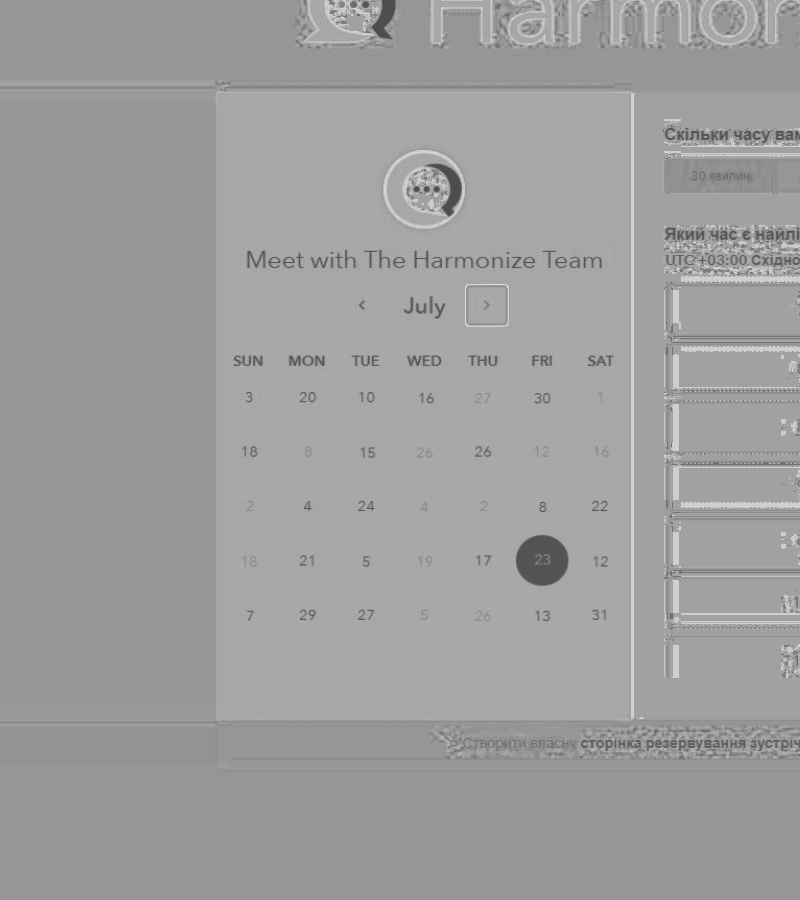 Harmon
Скільки часу вам
30 хвилин
Який час є найлі
UTC +03:00 Східно
Meet with The Harmonize Team
July
SUN MON TUE WED THU FRI SAT
3 20 10 16 27 30 1
18 8 15 26 26 12 16
2 4 24 4 2 8 22
18 21 5 19 17 23 12
7 29 27 5 26 13 31
Створити власну сторінка резервування зустріч